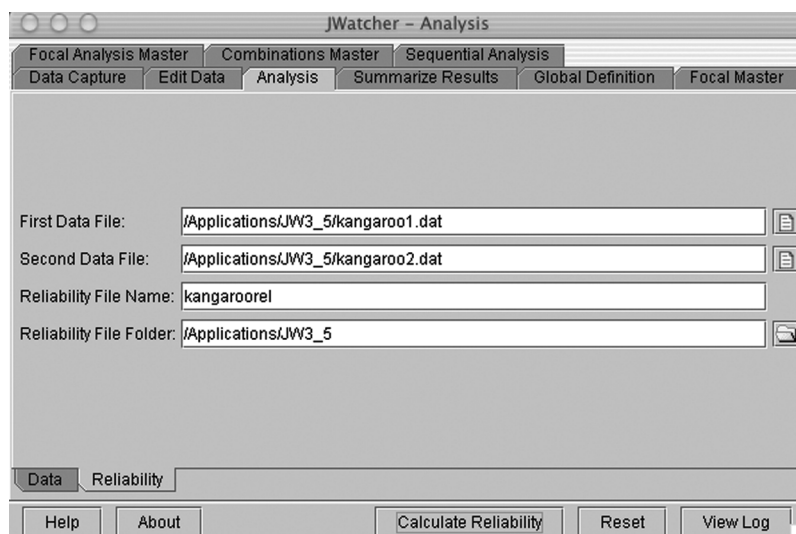 JWatcher – Analysis
Focal Analysis Master Combinations Master Sequential Analysis
Data Capture Edit Data Analysis Summarize Results Global Definition Focal Master
First Data File: /Applications/JW3_5/kangaroo1.dat
Second Data File: /Applications/JW3_5/kangaroo2.dat
Reliability File Name: kangaroorel
Reliability File Folder: /Applications/JW3_5
Data Reliability
Help About Calculate Reliability Reset View Log